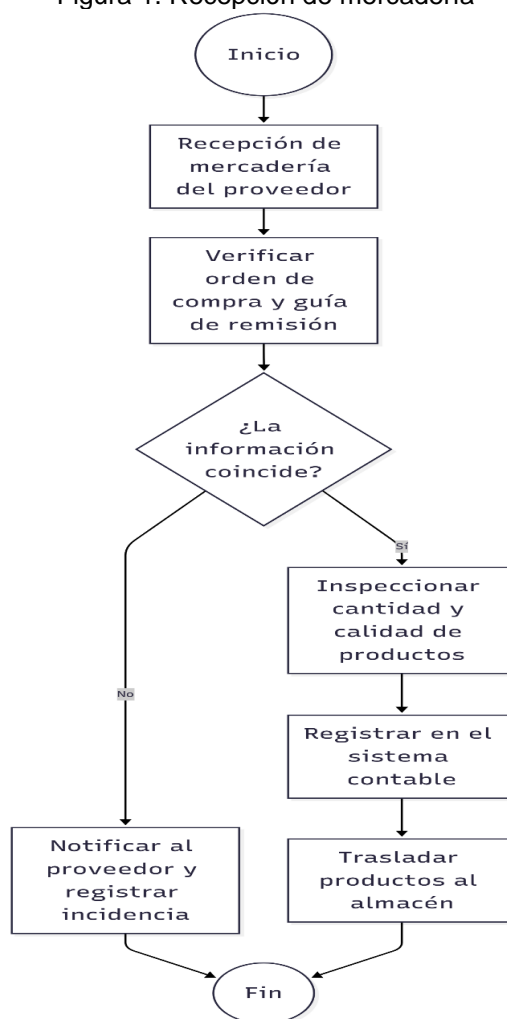 Figura 1. Recepción de mercadería
Inicio
Recepción de
mercadería
del proveedor
Verificar
orden de
compra y guía
de remisión
¿La
información
coincide?
Sí
Inspeccionar
cantidad y
calidad de
productos
No
Registrar en el
sistema
contable
Notificar al
proveedor y
registrar
incidencia
Trasladar
productos al
almacén
Fin